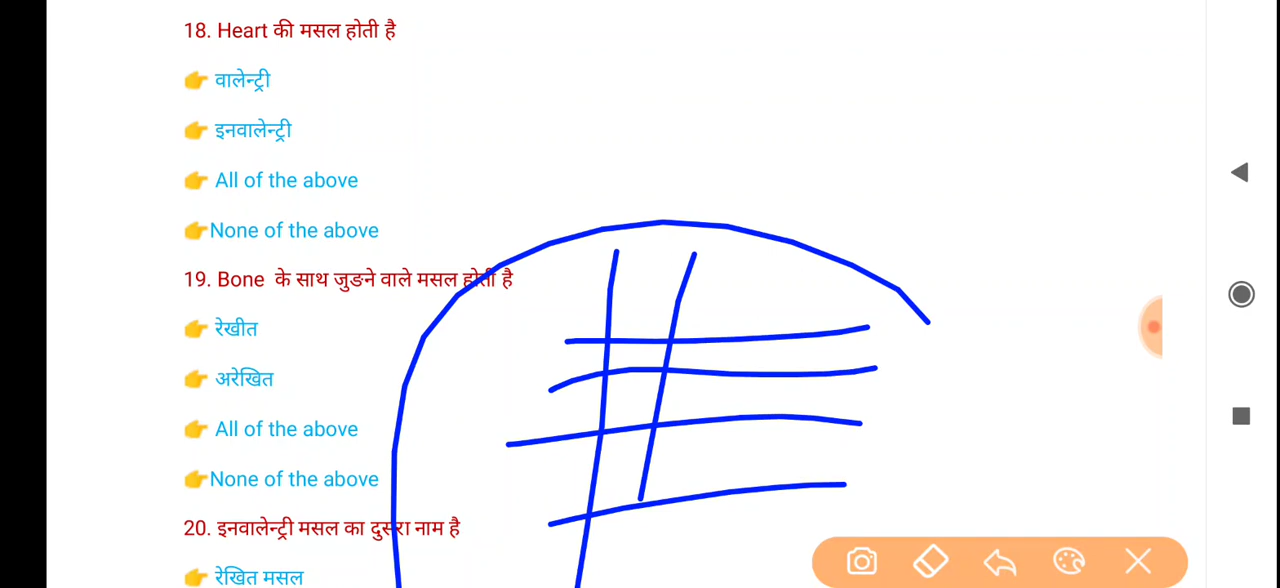 18. Heart की मसल होती है
👉 वालेन्ट्री
👉 इनवालेन्ट्री
👉 All of the above
👉None of the above
19. Bone के साथ जुङने वाले मसल होती है
👉 रेखीत
👉 अरेखित
👉 All of the above
👉None of the above
20. इनवालेन्ट्री मसल का दुसरा नाम है
👉 रेखित मसल